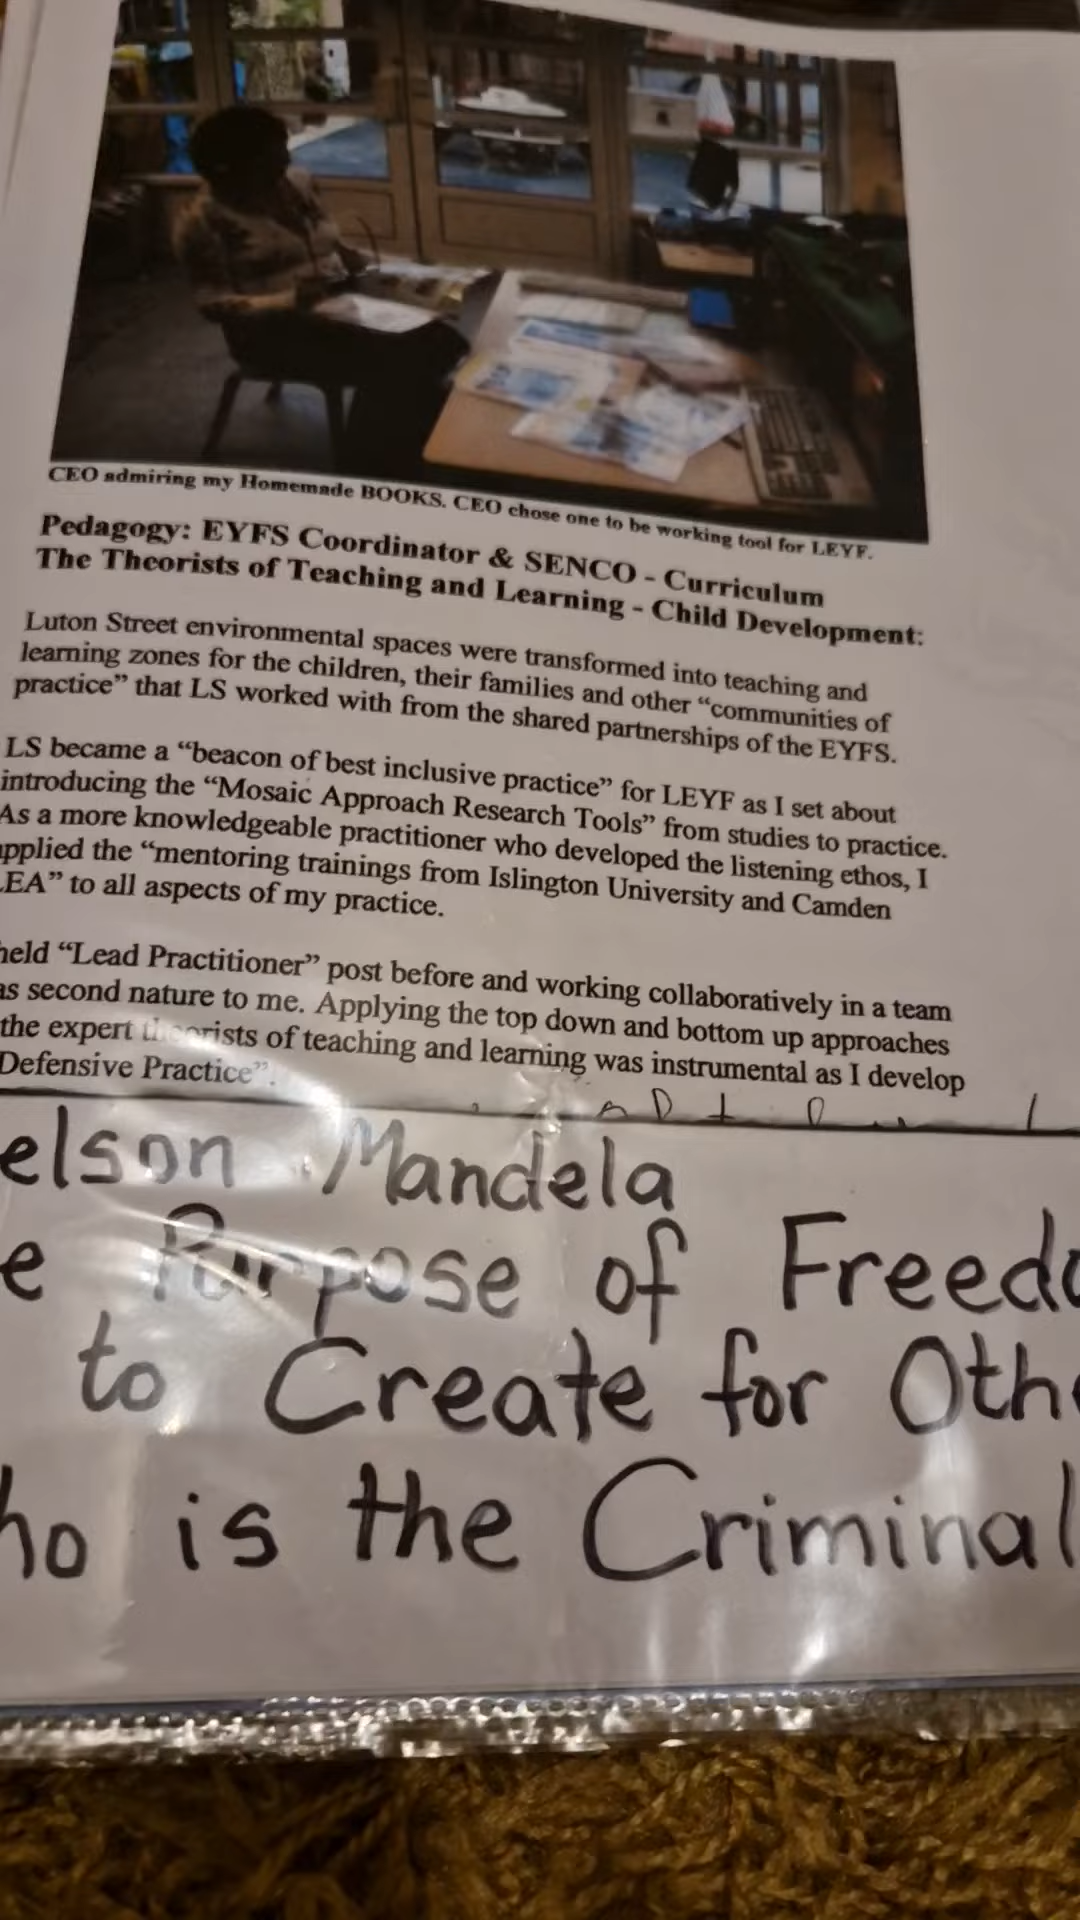 CEO admiring my Homemade BOOKS. CEO chose one to be working tool for LEYF.
Pedagogy: EYFS Coordinator & SENCO - Curriculum
The Theorists of Teaching and Learning - Child Development:
Luton Street environmental spaces were transformed into teaching and
learning zones for the children, their families and other “communities of
practice” that LS worked with from the shared partnerships of the EYFS.
LS became a “beacon of best inclusive practice” for LEYF as I set about
introducing the “Mosaic Approach Research Tools” from studies to practice.
As a more knowledgeable practitioner who developed the listening ethos, I
applied the “mentoring trainings from Islington University and Camden
LEA” to all aspects of my practice.
held “Lead Practitioner” post before and working collaboratively in a team
as second nature to me. Applying the top down and bottom up approaches
the expert theorists of teaching and learning was instrumental as I develop
Defensive Practice”.
elson Mandela
e Purpose of Freedo
to Create for Othe
ho is the Criminal